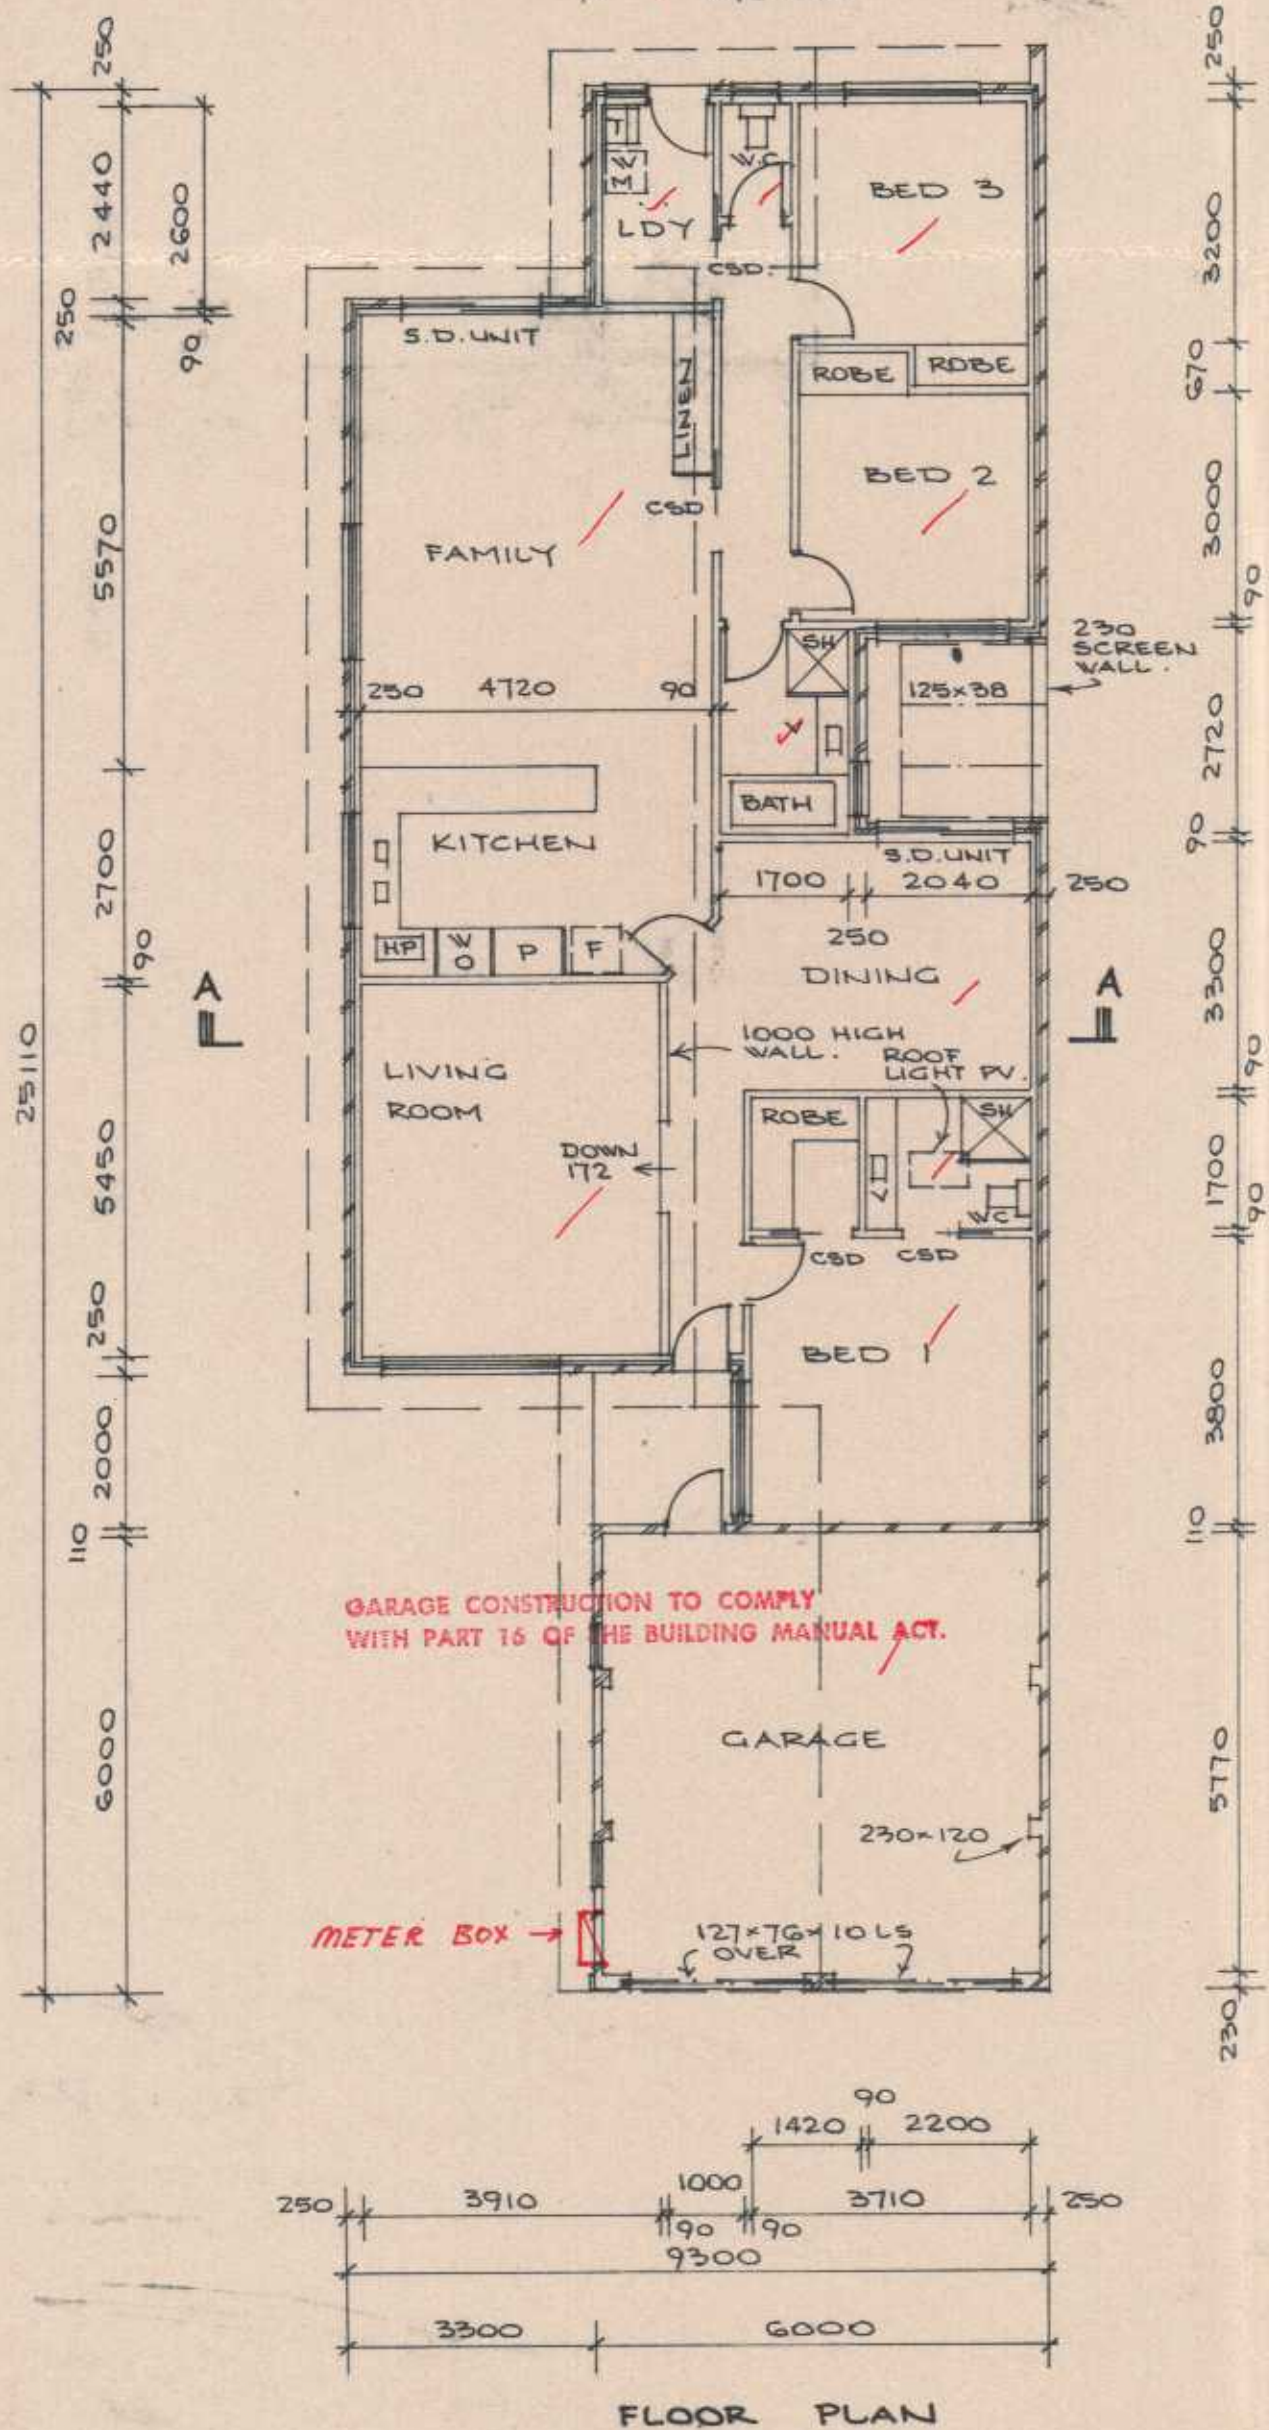 250
250
2440
2600
250
90
25110
5570
2700
90
5450
250
2000
110
6000
W.C
M
T
LDY
CSD.
BED 3
S.D. UNIT
LINEN
ROBE
ROBE
BED 2
CSD
FAMILY
250 4720 90
SH
125x38
230
SCREEN
WALL.
BATH
KITCHEN
S.D. UNIT
1700 2040 250
250
HP
WO
P
F
DINING
A
A
1000 HIGH
WALL.
ROOF
LIGHT PV.
LIVING
ROOM
ROBE
SH
DOWN
172
W.C
CSD CSD
BED 1
GARAGE CONSTRUCTION TO COMPLY
WITH PART 16 OF THE BUILDING MANUAL ACT.
GARAGE
230x120
METER BOX
127x76x10 LS
OVER
3200
670
3000
90
2720
90
3300
90
1700
90
3800
110
5770
230
90
1420 2200
1000
250 3910 3710 250
90 90
9300
3300 6000
FLOOR PLAN